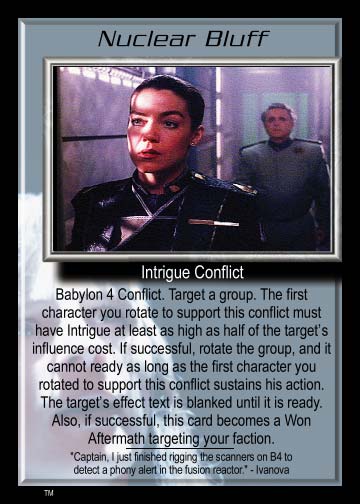 Nuclear Bluff
Intrigue Conflict
Babylon 4 Conflict. Target a group. The first
character you rotate to support this conflict must
have Intrigue at least as high as half of the target's
influence cost. If successful, rotate the group, and it
cannot ready as long as the first character you
rotated to support this conflict sustains his action.
The target's effect text is blanked until it is ready.
Also, if successful, this card becomes a Won
Aftermath targeting your faction.
"Captain, I just finished rigging the scanners on B4 to
detect a phony alert in the fusion reactor." - Ivanova
TM